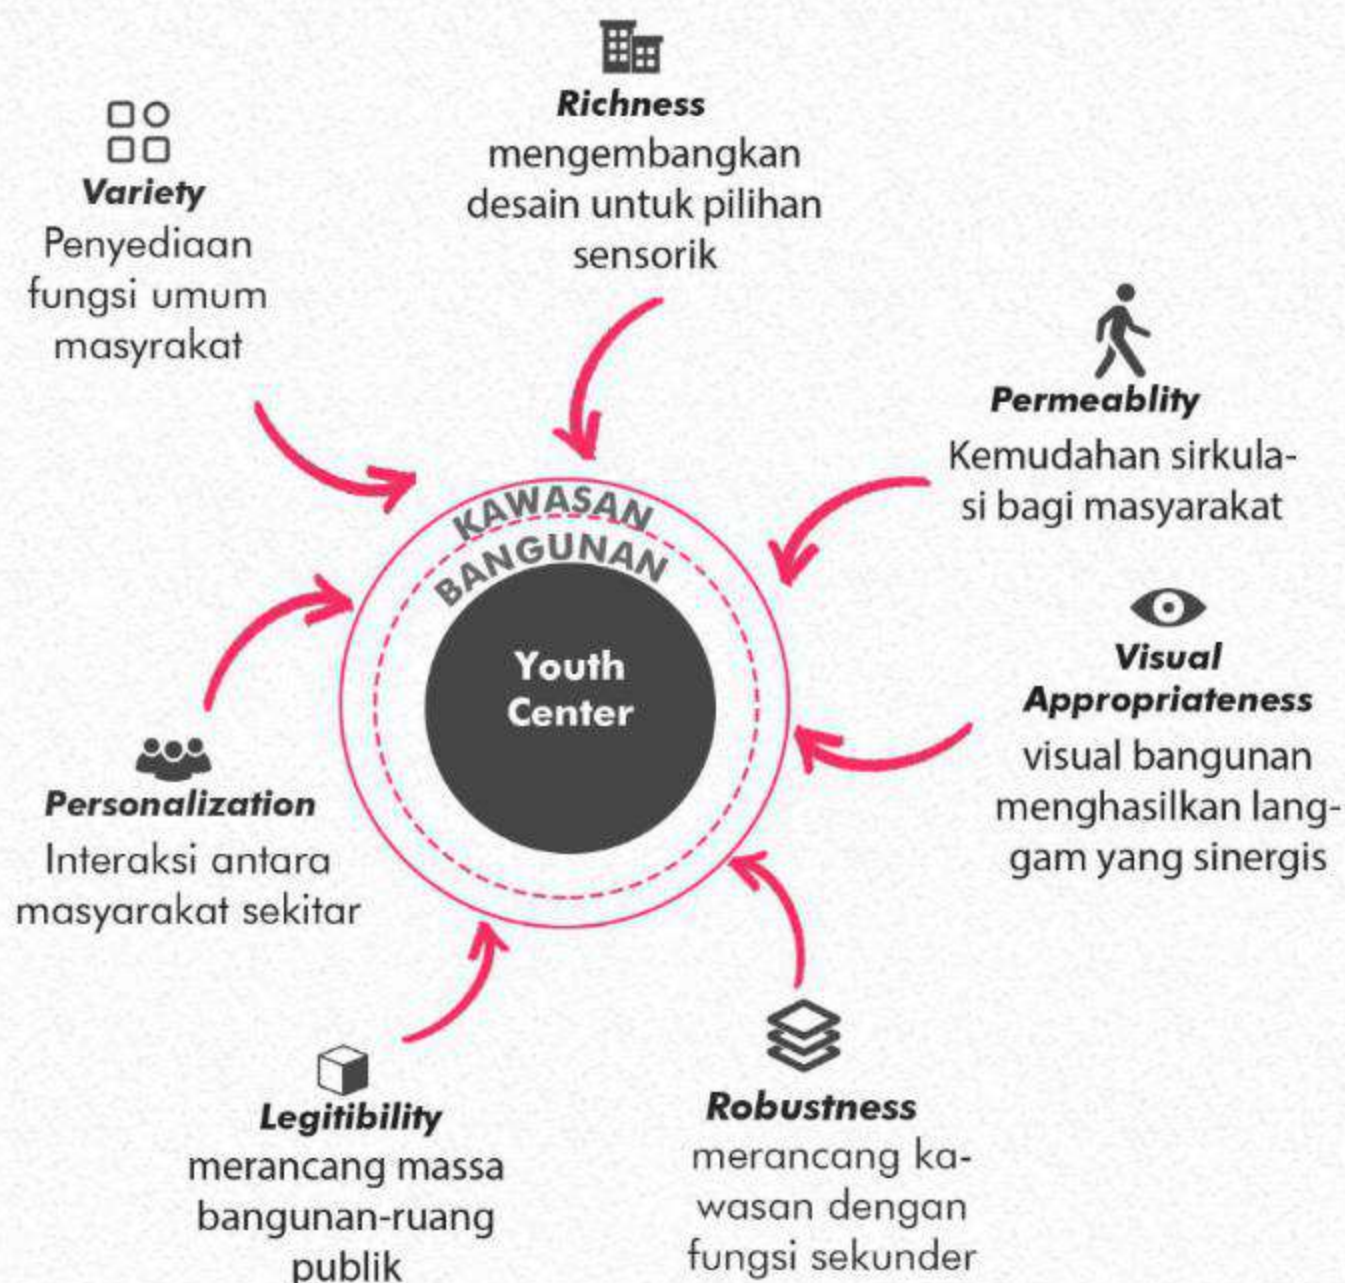 Richness
mengembangkan
desain untuk pilihan
sensorik
Variety
Penyediaan
fungsi umum
masyrakat
Permeablity
Kemudahan sirkula-
si bagi masyarakat
KAWASAN
BANGUNAN
Youth
Center
Visual
Appropriateness
visual bangunan
menghasilkan lang-
gam yang sinergis
Personalization
Interaksi antara
masyarakat sekitar
Legitibility
merancang massa
bangunan-ruang
publik
Robustness
merancang ka-
wasan dengan
fungsi sekunder